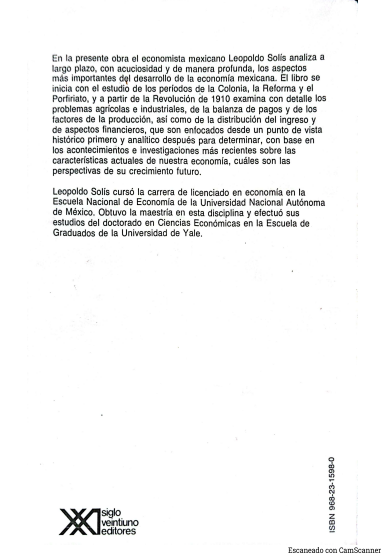 En la presente obra el economista mexicano Leopoldo Solís analiza a
largo plazo, con acuciosidad y de manera profunda, los aspectos
más importantes del desarrollo de la economía mexicana. El libro se
inicia con el estudio de los períodos de la Colonia, la Reforma y el
Porfiriato, y a partir de la Revolución de 1910 examina con detalle los
problemas agrícolas e industriales, de la balanza de pagos y de los
factores de la producción, así como de la distribución del ingreso y
de aspectos financieros, que son enfocados desde un punto de vista
histórico primero y analítico después para determinar, con base en
los acontecimientos e investigaciones más recientes sobre las
características actuales de nuestra economía, cuáles son las
perspectivas de su crecimiento futuro.
Leopoldo Solís cursó la carrera de licenciado en economía en la
Escuela Nacional de Economía de la Universidad Nacional Autónoma
de México. Obtuvo la maestría en esta disciplina y efectuó sus
estudios del doctorado en Ciencias Económicas en la Escuela de
Graduados de la Universidad de Yale.
siglo
veintiuno
editores
ISBN 968-23-1598-0
Escaneado con CamScanner